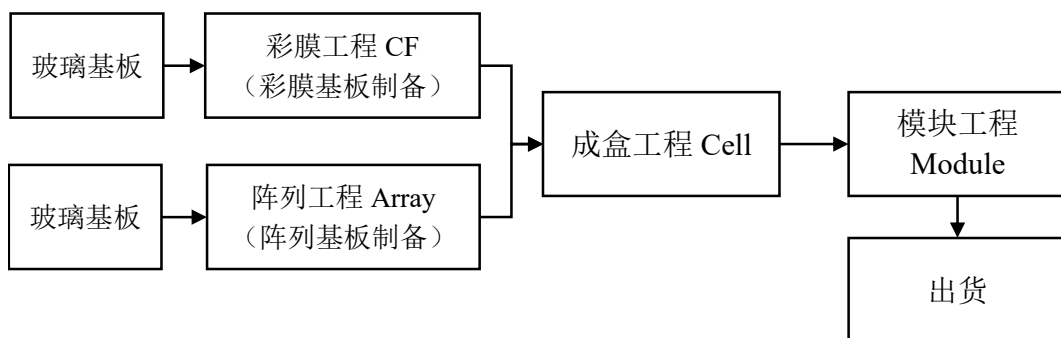 玻璃基板
彩膜工程 CF
（彩膜基板制备）
玻璃基板
阵列工程 Array
（阵列基板制备）
成盒工程 Cell
模块工程
Module
出货